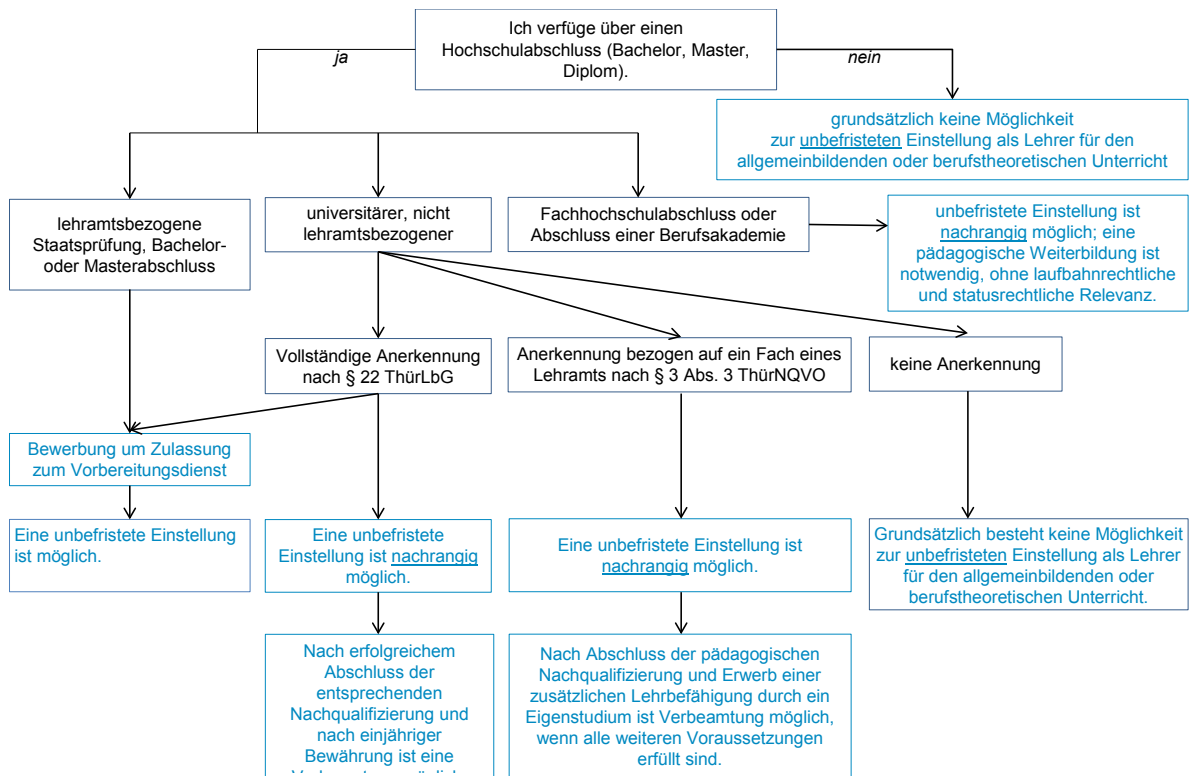 Ich verfüge über einen
Hochschulabschluss (Bachelor, Master,
Diplom).
ja
nein
grundsätzlich keine Möglichkeit
zur unbefristeten Einstellung als Lehrer für den
allgemeinbildenden oder berufstheoretischen Unterricht
lehramtsbezogene
Staatsprüfung, Bachelor-
oder Masterabschluss
universitärer, nicht
lehramtsbezogener
Fachhochschulabschluss oder
Abschluss einer Berufsakademie
unbefristete Einstellung ist
nachrangig möglich; eine
pädagogische Weiterbildung ist
notwendig, ohne laufbahnrechtliche
und statusrechtliche Relevanz.
Vollständige Anerkennung
nach § 22 ThürLbG
Anerkennung bezogen auf ein Fach eines
Lehramts nach § 3 Abs. 3 ThürNQVO
keine Anerkennung
Bewerbung um Zulassung
zum Vorbereitungsdienst
Eine unbefristete Einstellung
ist möglich.
Eine unbefristete
Einstellung ist nachrangig
möglich.
Eine unbefristete Einstellung ist
nachrangig möglich.
Grundsätzlich besteht keine Möglichkeit
zur unbefristeten Einstellung als Lehrer
für den allgemeinbildenden oder
berufstheoretischen Unterricht.
Nach erfolgreichem
Abschluss der
entsprechenden
Nachqualifizierung und
nach einjähriger
Bewährung ist eine
Nach Abschluss der pädagogischen
Nachqualifizierung und Erwerb einer
zusätzlichen Lehrbefähigung durch ein
Eigenstudium ist Verbeamtung möglich,
wenn alle weiteren Voraussetzungen
erfüllt sind.